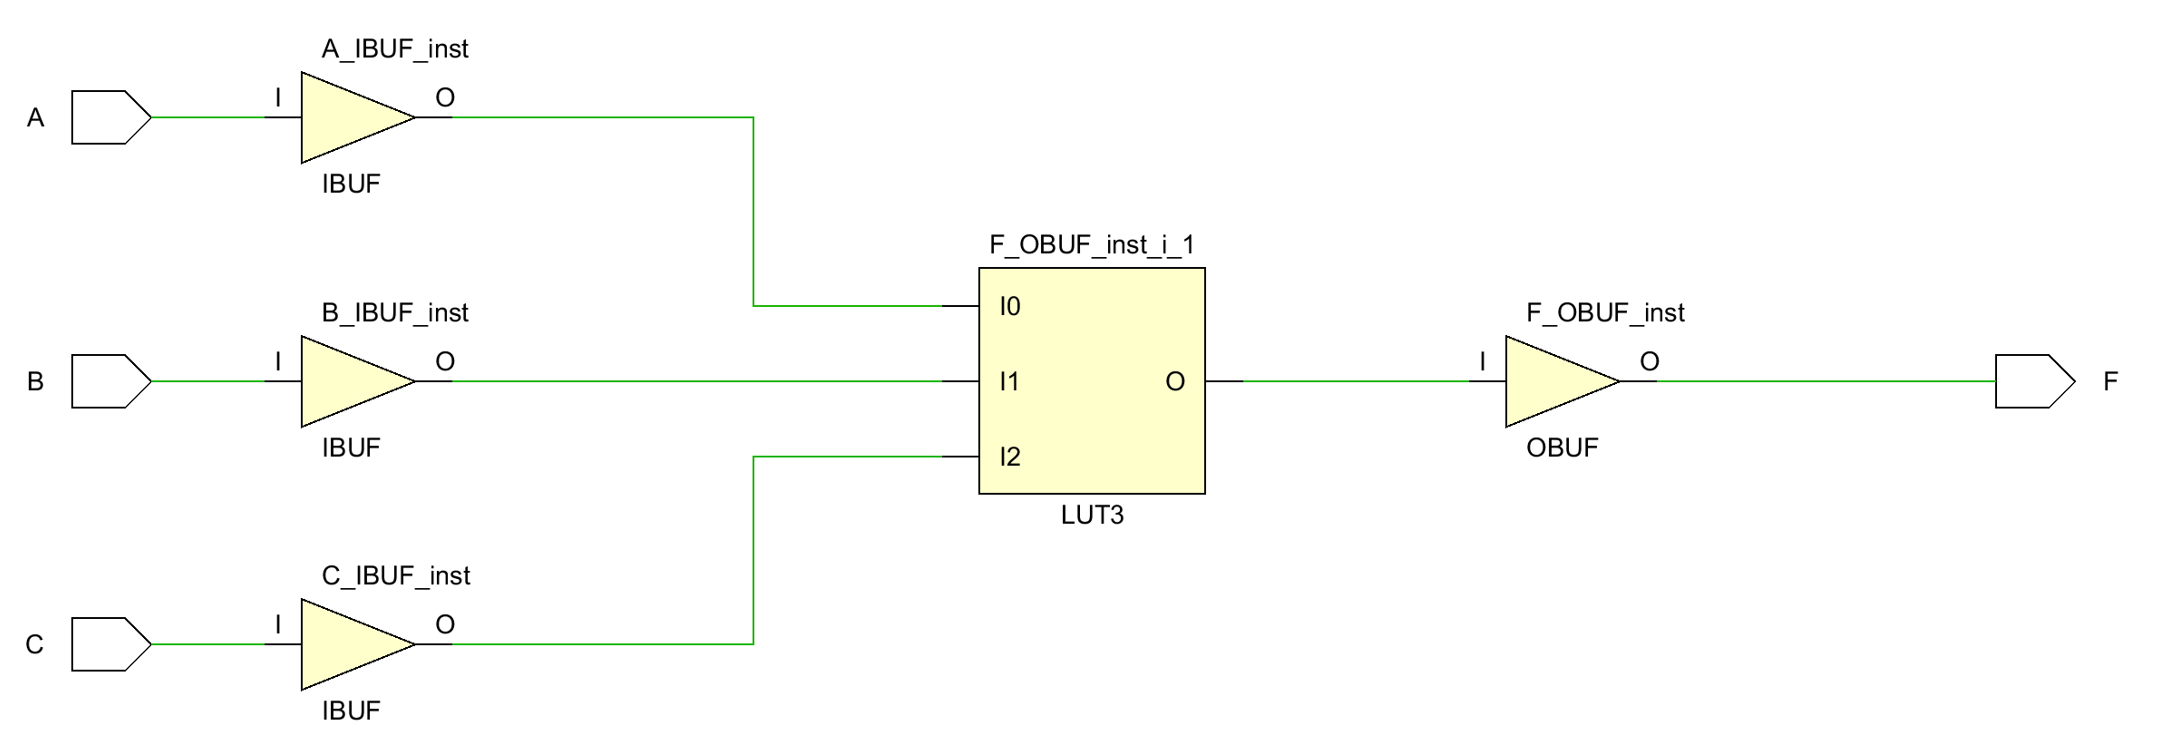 A_IBUF_inst
A
I
O
IBUF
F_OBUF_inst_i_1
I0
I1
I2
O
LUT3
B_IBUF_inst
B
I
O
IBUF
F_OBUF_inst
I
O
F
OBUF
C_IBUF_inst
C
I
O
IBUF